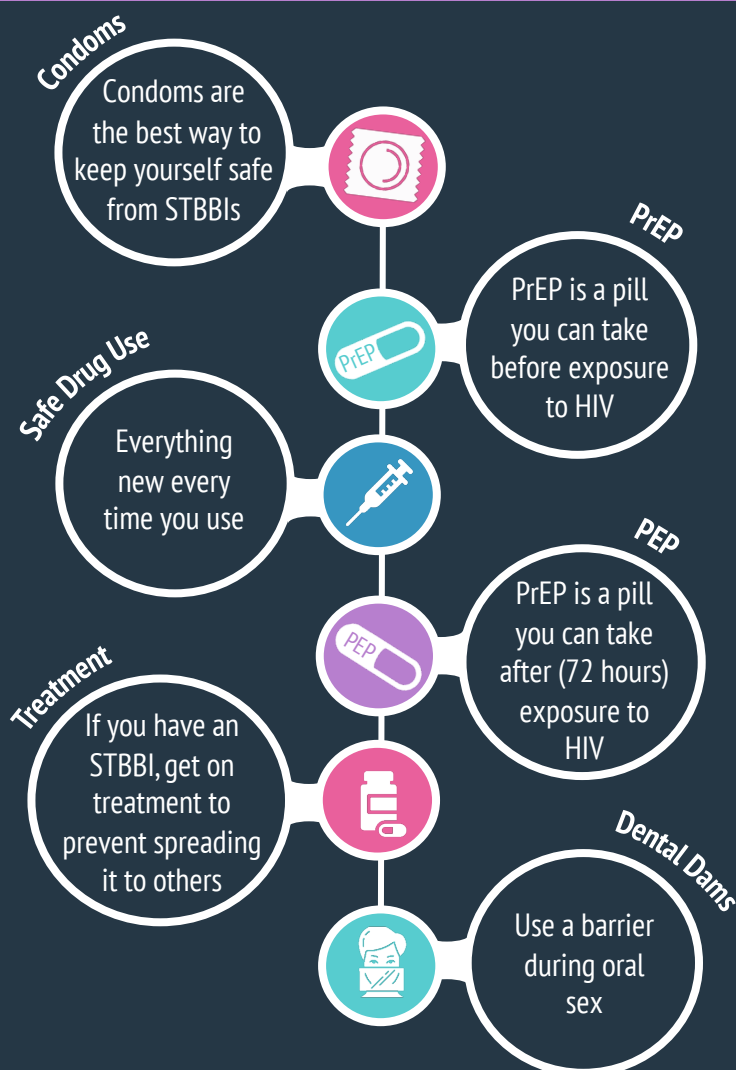 Condoms
Condoms are
the best way to
keep yourself safe
from STBBIs
PrEP
PrEP is a pill
you can take
before exposure
to HIV
PrEP
Safe Drug Use
Everything
new every
time you use
PEP
PrEP is a pill
you can take
after (72 hours)
exposure to
HIV
PEP
Treatment
If you have an
STBBI, get on
treatment to
prevent spreading
it to others
Dental Dams
Use a barrier
during oral
sex